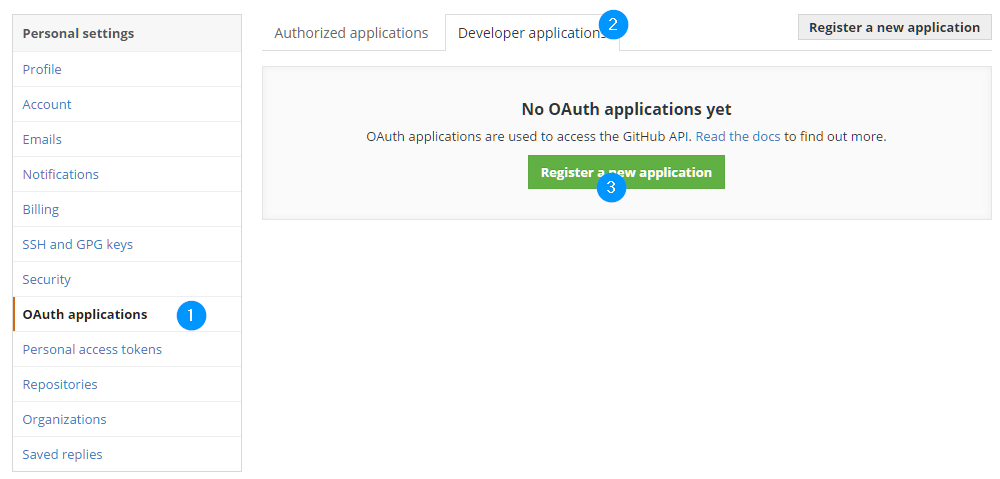 Personal settings
Profile
Account
Emails
Notifications
Billing
SSH and GPG keys
Security
OAuth applications 1
Personal access tokens
Repositories
Organizations
Saved replies
Authorized applications Developer applications 2 Register a new application
No OAuth applications yet
OAuth applications are used to access the GitHub API. Read the docs to find out more.
Register a new application
3